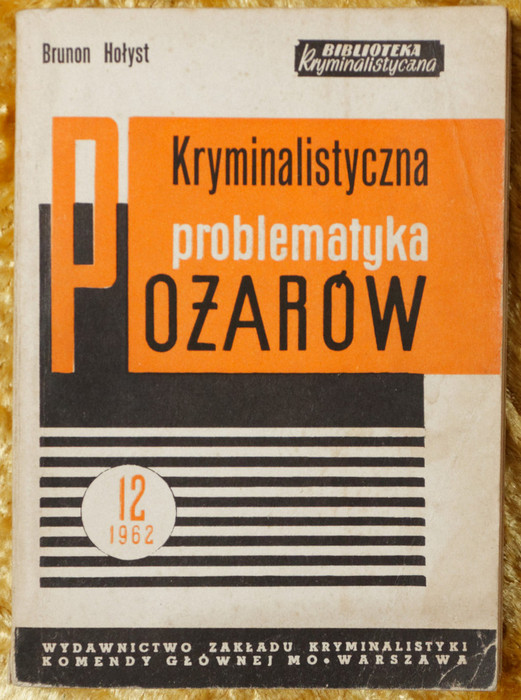 Brunon Hołyst
BIBLIOTEKA
Kryminalistyczna
Kryminalistyczna
problematyka
POŻARÓW
12
1962
WYDAWNICTWO ZAKŁADU KRYMINALISTYKI
KOMENDY GŁÓWNEJ MO • WARSZAWA